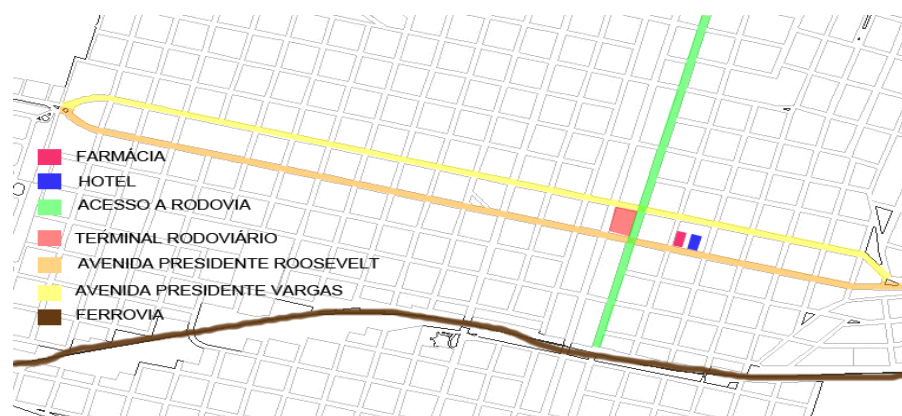 FARMÁCIA
HOTEL
ACESSO A RODOVIA
TERMINAL RODOVIÁRIO
AVENIDA PRESIDENTE ROOSEVELT
AVENIDA PRESIDENTE VARGAS
FERROVIA